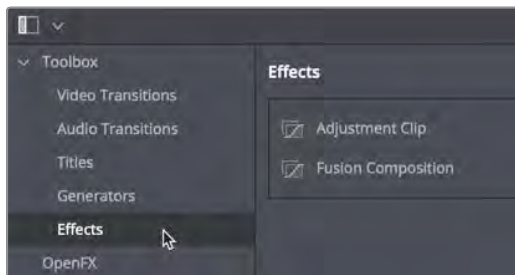 Toolbox
Video Transitions
Audio Transitions
Titles
Generators
Effects
OpenFX
Effects
Adjustment Clip
Fusion Composition